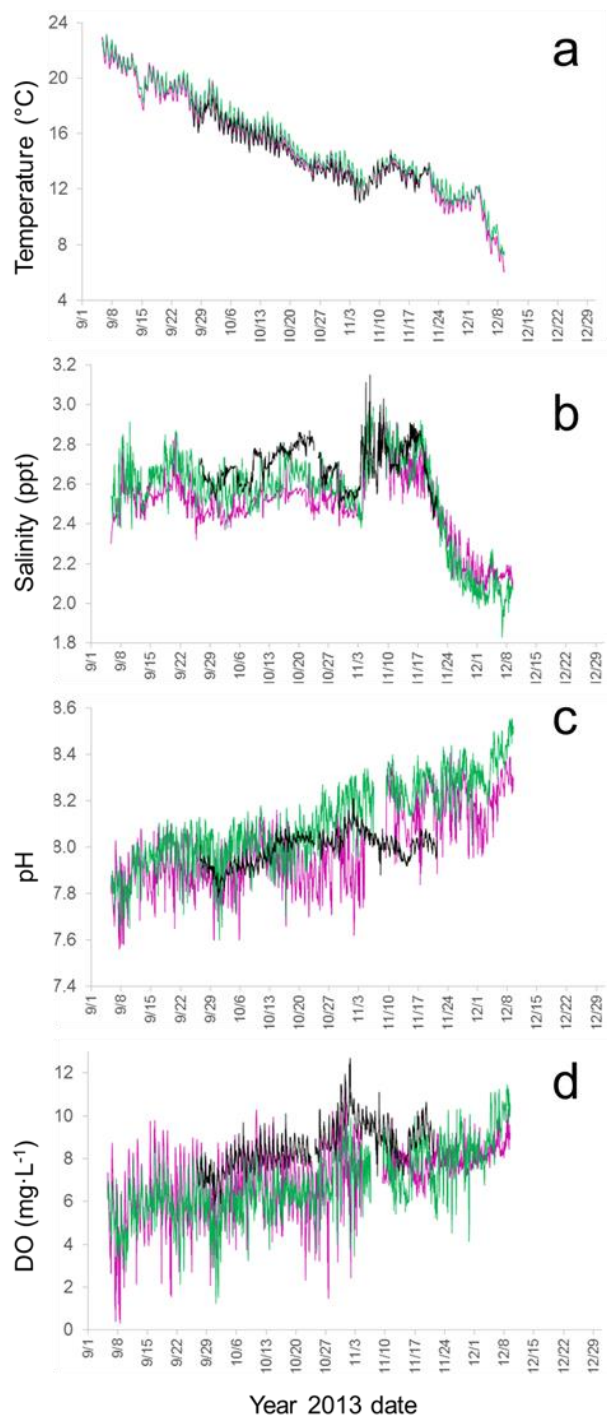 a
Temperature (°C)
24
20
16
12
8
4
9/1 9/8 9/15 9/22 9/29 10/6 10/13 10/20 10/27 11/3 11/10 11/17 11/24 12/1 12/8 12/15 12/22 12/29
b
Salinity (ppt)
3.2
3.0
2.8
2.6
2.4
2.2
2.0
1.8
9/1 9/8 9/15 9/22 9/29 10/6 10/13 10/20 10/27 11/3 11/10 11/17 11/24 12/1 12/8 12/15 12/22 12/29
c
pH
8.6
8.4
8.2
8.0
7.8
7.6
7.4
9/1 9/8 9/15 9/22 9/29 10/6 10/13 10/20 10/27 11/3 11/10 11/17 11/24 12/1 12/8 12/15 12/22 12/29
d
DO (mg·L⁻¹)
12
10
8
6
4
2
0
9/1 9/8 9/15 9/22 9/29 10/6 10/13 10/20 10/27 11/3 11/10 11/17 11/24 12/1 12/8 12/15 12/22 12/29
Year 2013 date